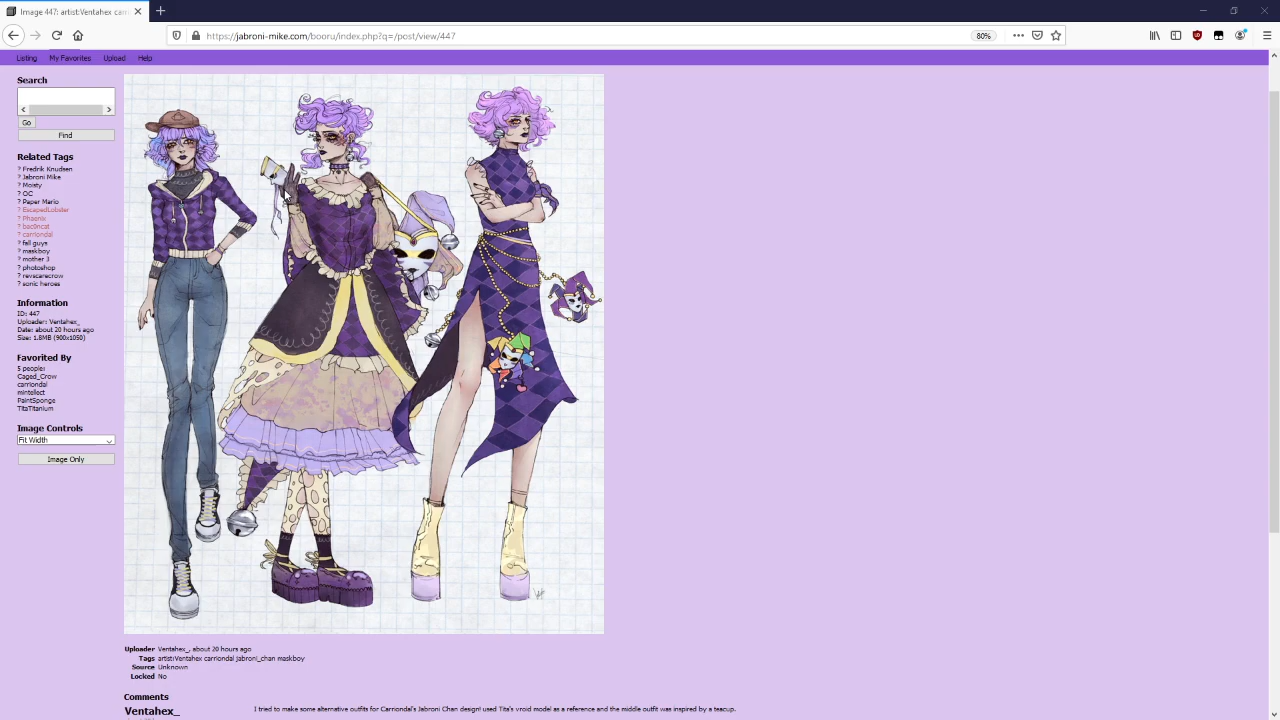 Image 447: artist:Ventahex carri
https://jabroni-mike.com/booru/index.php?q=/post/view/447
80%
Listing My Favorites Upload Help
Search
Go
Find
Related Tags
? Fredrik Knudsen
? Jabroni Mike
? Moisty
? OC
? Paper Mario
? EscapedLobster
? Phaenix
? bac0ncat
? carriondal
? fall guys
? maskboy
? mother 3
? photoshop
? revscarecrow
? sonic heroes
Information
ID: 447
Uploader: Ventahex_
Date: about 20 hours ago
Size: 1.8MB (900x1050)
Favorited By
5 people:
Caged_Crow
carriondal
mintellect
PaintSponge
TitaTitanium
Image Controls
Fit Width
Image Only
Uploader Ventahex_, about 20 hours ago
Tags artist:Ventahex carriondal jabroni_chan maskboy
Source Unknown
Locked No
Comments
Ventahex_ I tried to make some alternative outfits for Carriondal's Jabroni Chan design! used Tita's vroid model as a reference and the middle outfit was inspired by a teacup.